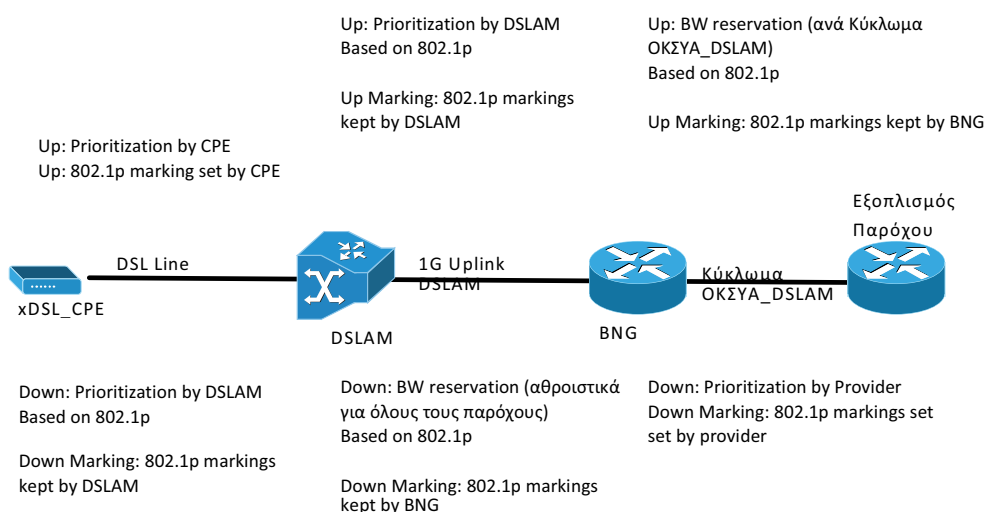 Up: Prioritization by DSLAM
Based on 802.1p
Up Marking: 802.1p markings
kept by DSLAM
Up: BW reservation (ανά Κύκλωμα
ΟΚΣΥΑ_DSLAM)
Based on 802.1p
Up Marking: 802.1p markings kept by BNG
Up: Prioritization by CPE
Up: 802.1p marking set by CPE
Εξοπλισμός
Παρόχου
DSL Line
1G Uplink
DSLAM
Κύκλωμα
ΟΚΣΥΑ_DSLAM
xDSL_CPE
DSLAM
BNG
Down: Prioritization by DSLAM
Based on 802.1p
Down Marking: 802.1p markings
kept by DSLAM
Down: BW reservation (αθροιστικά
για όλους τους παρόχους)
Based on 802.1p
Down Marking: 802.1p markings
kept by BNG
Down: Prioritization by Provider
Down Marking: 802.1p markings set
set by provider